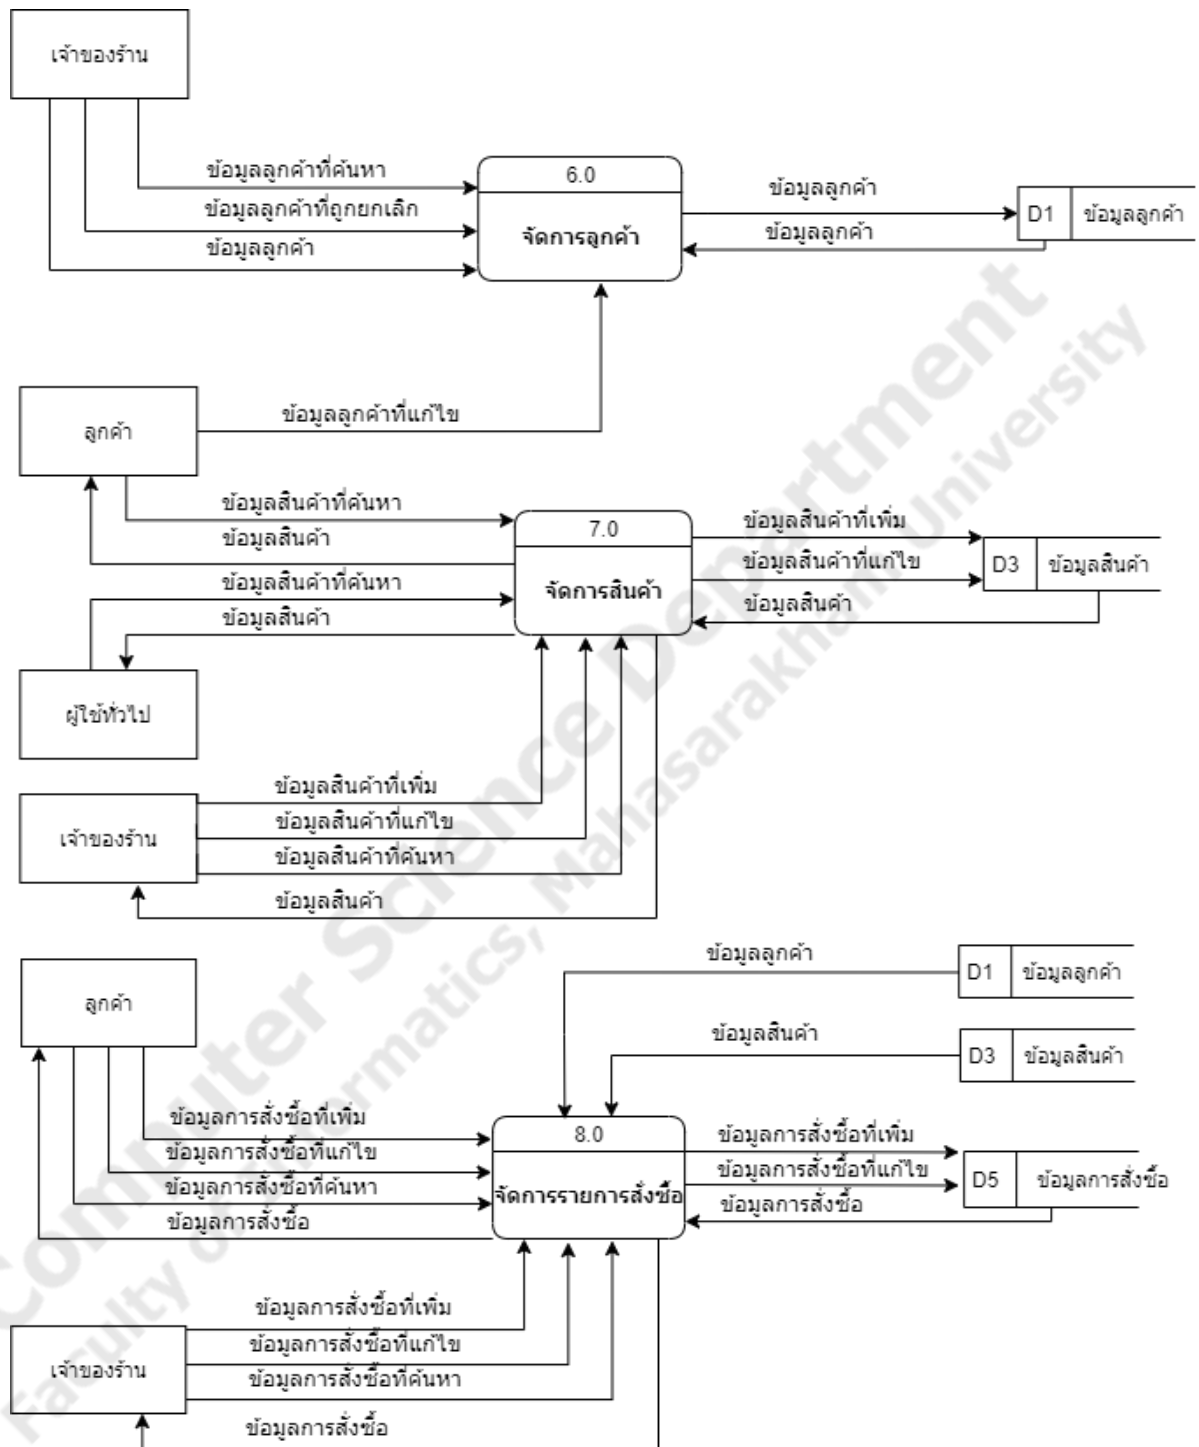 เจ้าของร้าน
ข้อมูลลูกค้าที่ค้นหา
ข้อมูลลูกค้าที่ถูกยกเลิก
ข้อมูลลูกค้า
6.0
จัดการลูกค้า
ข้อมูลลูกค้า
ข้อมูลลูกค้า
D1 ข้อมูลลูกค้า
ลูกค้า
ข้อมูลลูกค้าที่แก้ไข
ข้อมูลสินค้าที่ค้นหา
ข้อมูลสินค้า
ข้อมูลสินค้าที่ค้นหา
ข้อมูลสินค้า
7.0
จัดการสินค้า
ข้อมูลสินค้าที่เพิ่ม
ข้อมูลสินค้าที่แก้ไข
ข้อมูลสินค้า
D3 ข้อมูลสินค้า
ผู้ใช้ทั่วไป
เจ้าของร้าน
ข้อมูลสินค้าที่เพิ่ม
ข้อมูลสินค้าที่แก้ไข
ข้อมูลสินค้าที่ค้นหา
ข้อมูลสินค้า
ลูกค้า
ข้อมูลลูกค้า
D1 ข้อมูลลูกค้า
ข้อมูลสินค้า
D3 ข้อมูลสินค้า
ข้อมูลการสั่งซื้อที่เพิ่ม
ข้อมูลการสั่งซื้อที่แก้ไข
ข้อมูลการสั่งซื้อที่ค้นหา
ข้อมูลการสั่งซื้อ
8.0
จัดการรายการสั่งซื้อ
ข้อมูลการสั่งซื้อที่เพิ่ม
ข้อมูลการสั่งซื้อที่แก้ไข
ข้อมูลการสั่งซื้อ
D5 ข้อมูลการสั่งซื้อ
เจ้าของร้าน
ข้อมูลการสั่งซื้อที่เพิ่ม
ข้อมูลการสั่งซื้อที่แก้ไข
ข้อมูลการสั่งซื้อที่ค้นหา
ข้อมูลการสั่งซื้อ
Computer Science Department
Faculty of Informatics, Mahasarakham University